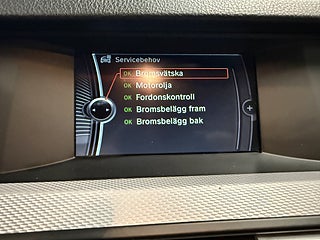 Servicebehov
OK Bromsvätska
OK Motorolja
OK Fordonskontroll
OK Bromsbelägg fram
OK Bromsbelägg bak